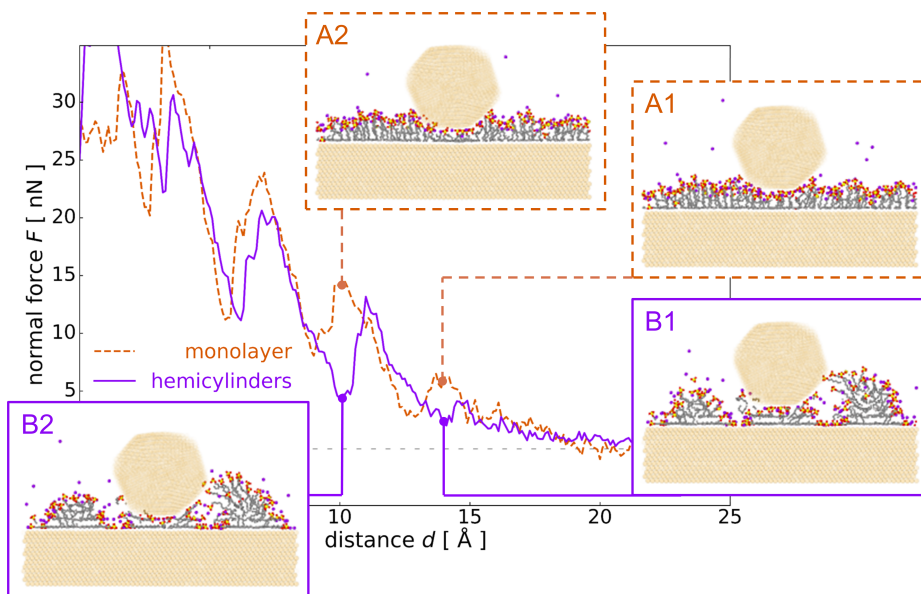 A2
A1
30
25
20
15
10
5
normal force F [ nN ]
monolayer
hemicylinders
B1
B2
10
15
20
25
distance d [ Å ]